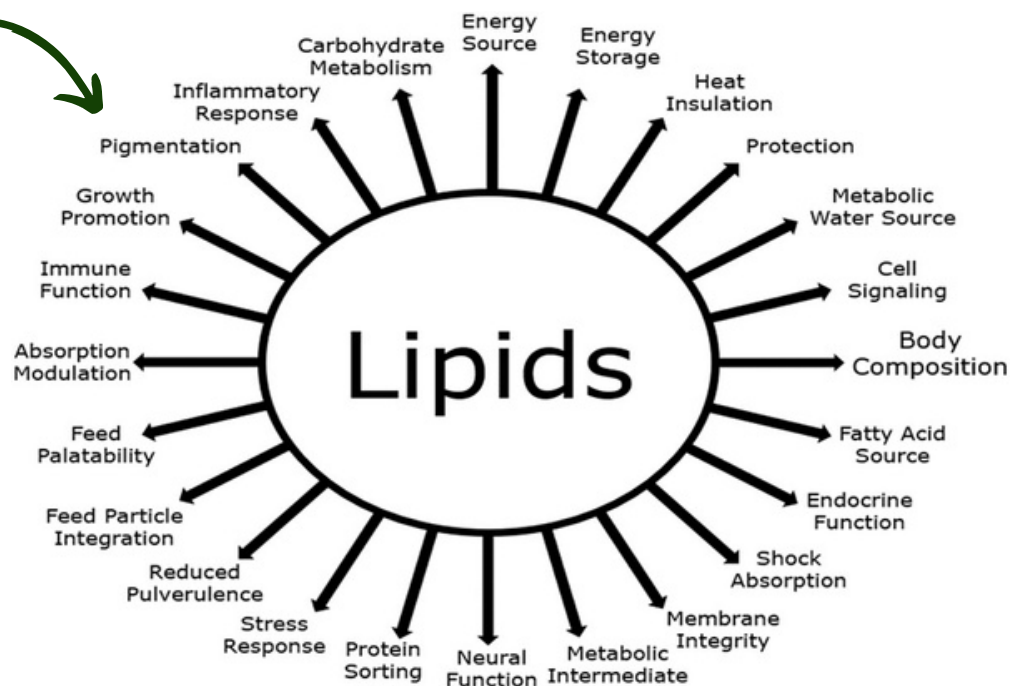 Energy
Source
Energy
Storage
Heat
Insulation
Protection
Metabolic
Water Source
Cell
Signaling
Body
Composition
Fatty Acid
Source
Endocrine
Function
Shock
Absorption
Membrane
Integrity
Metabolic
Intermediate
Neural
Function
Protein
Sorting
Stress
Response
Reduced
Pulverulence
Feed Particle
Integration
Feed
Palatability
Absorption
Modulation
Immune
Function
Growth
Promotion
Pigmentation
Inflammatory
Response
Carbohydrate
Metabolism
Lipids